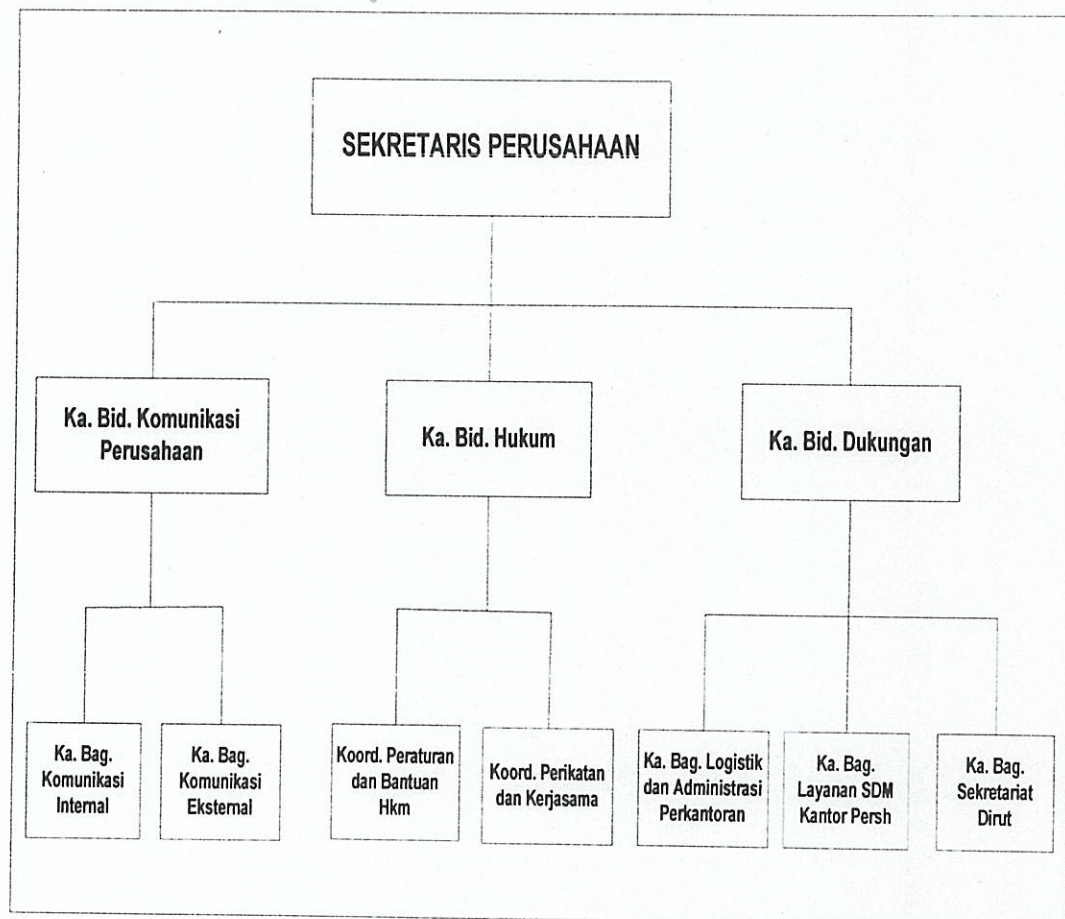 SEKRETARIS PERUSAHAAN
Ka. Bid. Komunikasi
Perusahaan
Ka. Bid. Hukum
Ka. Bid. Dukungan
Ka. Bag.
Komunikasi
Internal
Ka. Bag.
Komunikasi
Eksternal
Koord. Peraturan
dan Bantuan
Hkm
Koord. Perikatan
dan Kerjasama
Ka. Bag. Logistik
dan Administrasi
Perkantoran
Ka. Bag.
Layanan SDM
Kantor Persh
Ka. Bag.
Sekretariat
Dirut